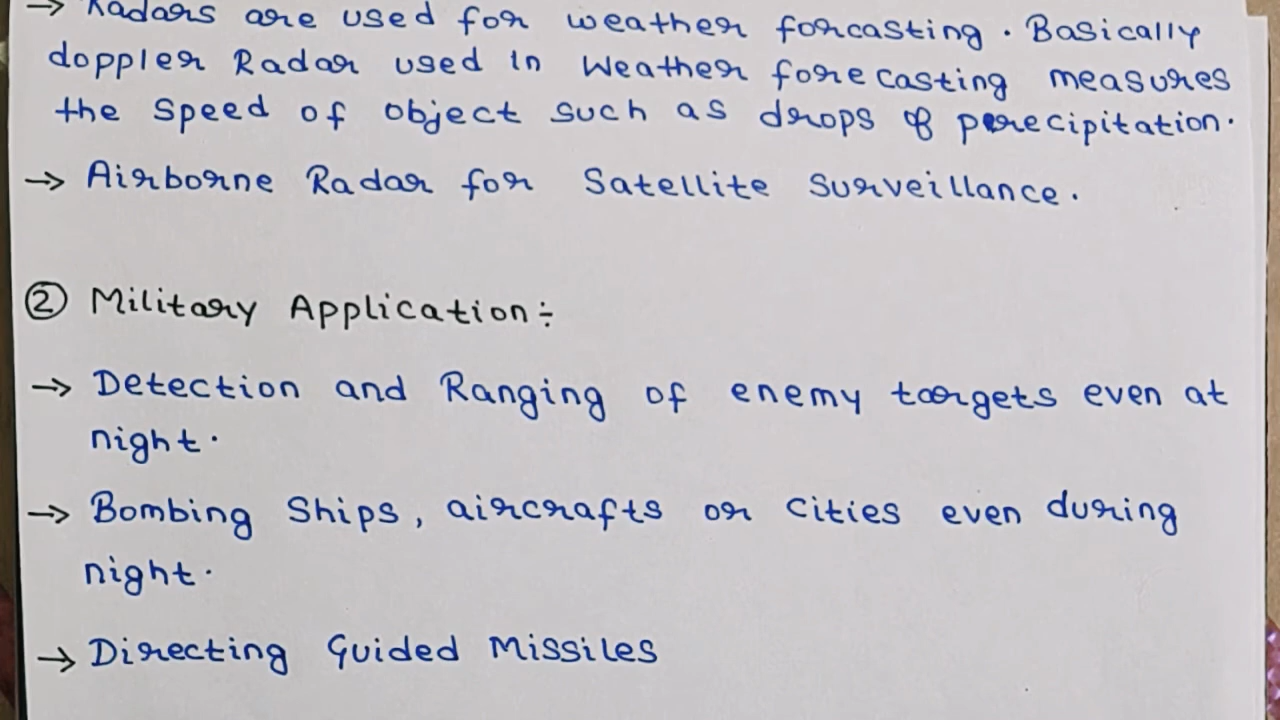 → Radars are used for weather forcasting. Basically
doppler Radar used in Weather forecasting measures
the speed of object such as drops of perecipitation.
→ Airborne Radar for Satellite Surveillance.
② Military Application÷
→ Detection and Ranging of enemy targets even at
night.
→ Bombing Ships, aircrafts or cities even during
night.
→ Directing Guided Missiles